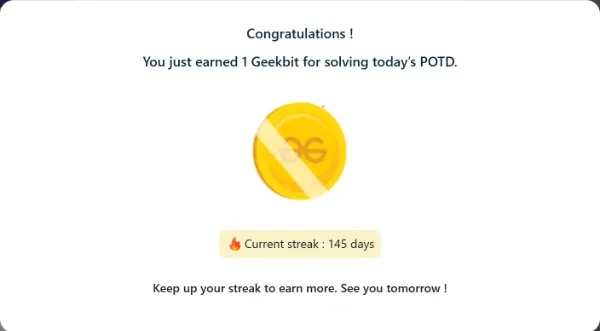 Congratulations !
You just earned 1 Geekbit for solving today's POTD.
Current streak : 145 days
Keep up your streak to earn more. See you tomorrow !